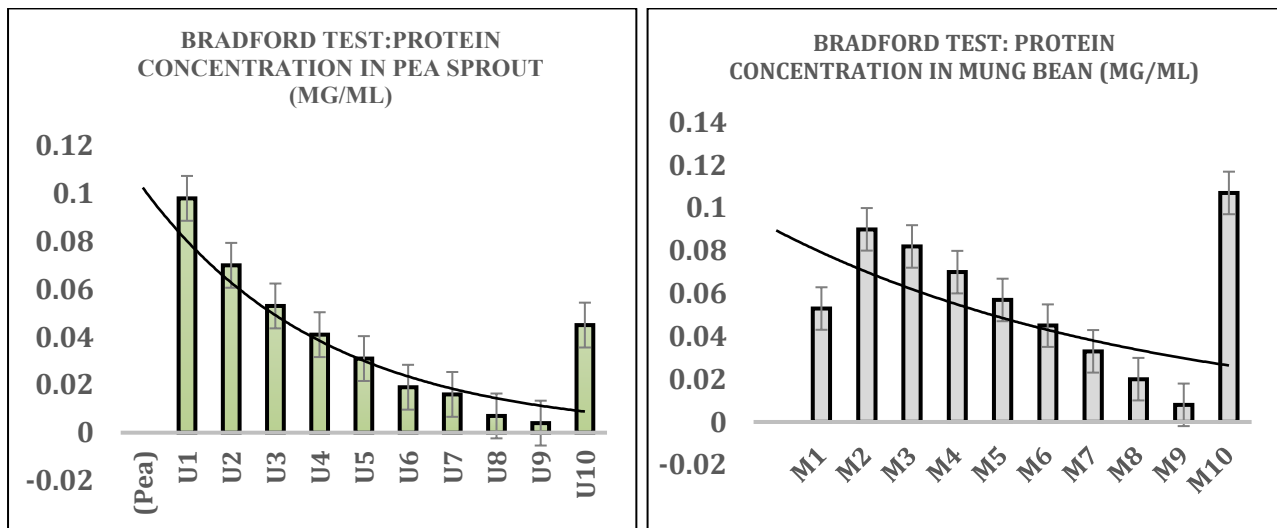 BRADFORD TEST:PROTEIN
CONCENTRATION IN PEA SPROUT
(MG/ML)
0.12
0.1
0.08
0.06
0.04
0.02
0
-0.02
(Pea)
U1
U2
U3
U4
U5
U6
U7
U8
U9
U10
BRADFORD TEST: PROTEIN
CONCENTRATION IN MUNG BEAN (MG/ML)
0.14
0.12
0.1
0.08
0.06
0.04
0.02
0
-0.02
M1
M2
M3
M4
M5
M6
M7
M8
M9
M10